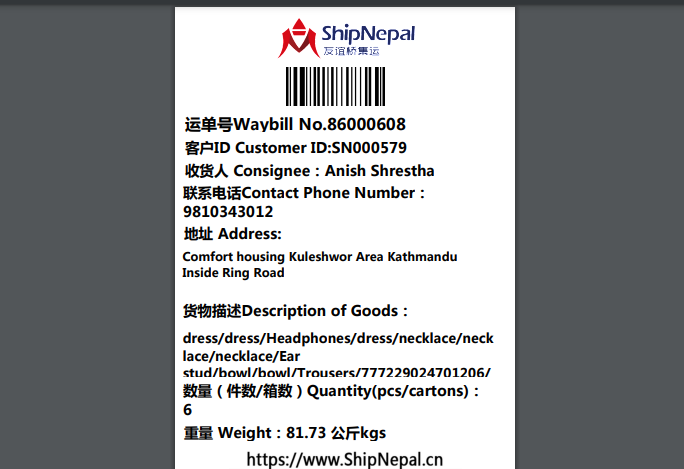 ShipNepal
友谊桥集运
运单号Waybill No.86000608
客户ID Customer ID:SN000579
收货人 Consignee：Anish Shrestha
联系电话Contact Phone Number：
9810343012
地址 Address:
Comfort housing Kuleshwor Area Kathmandu
Inside Ring Road
货物描述Description of Goods：
dress/dress/Headphones/dress/necklace/neck
lace/necklace/Ear
stud/bowl/bowl/Trousers/777229024701206/
数量（件数/箱数）Quantity(pcs/cartons)：
6
重量 Weight：81.73 公斤kgs
https://www.ShipNepal.cn